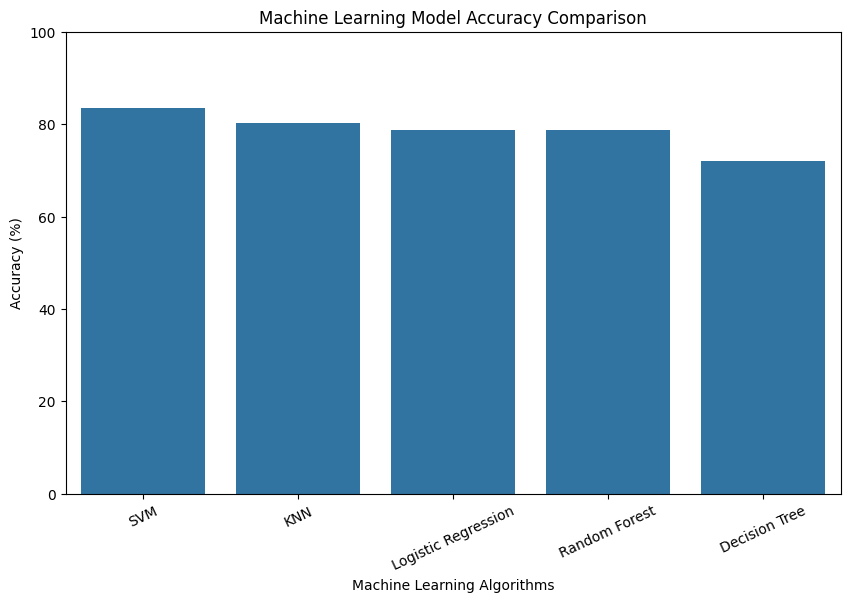 Machine Learning Model Accuracy Comparison
Accuracy (%)
100
80
60
40
20
0
SVM
KNN
Logistic Regression
Random Forest
Decision Tree
Machine Learning Algorithms